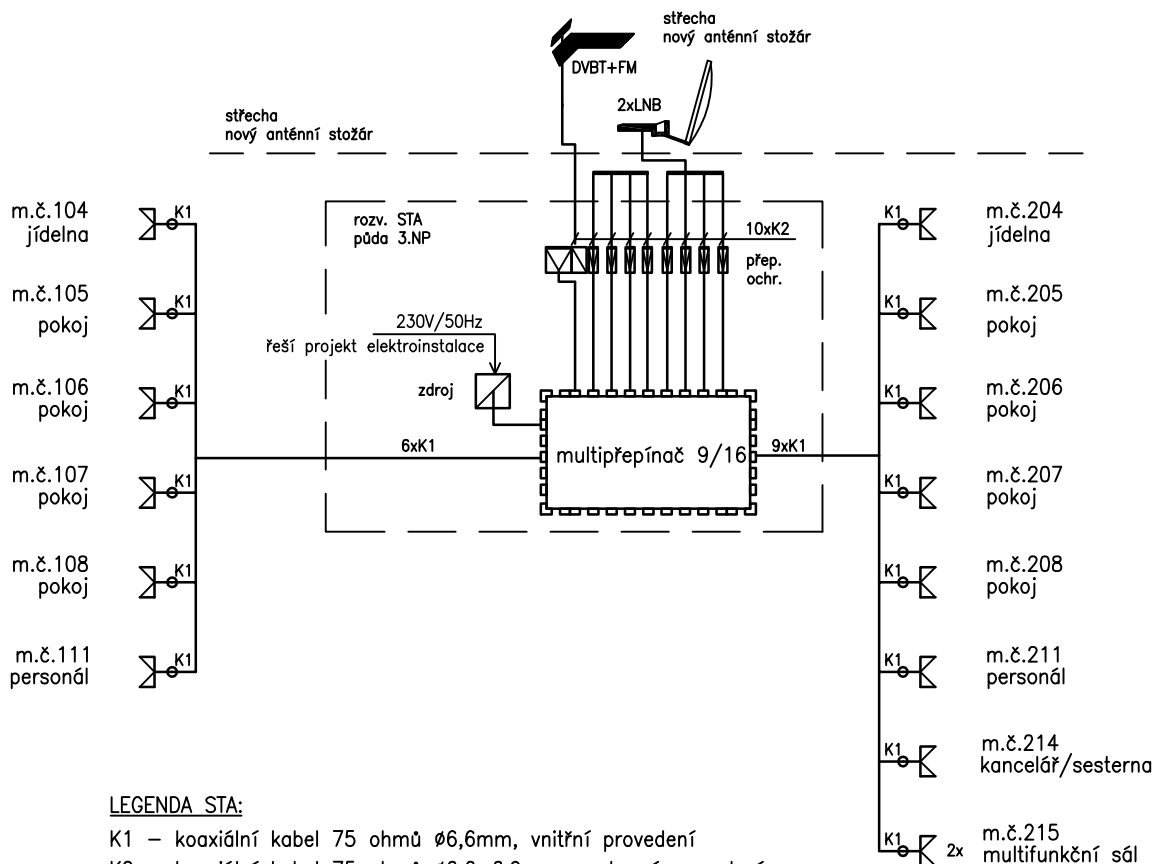 střecha
nový anténní stožár
DVBT+FM
2xLNB
střecha
nový anténní stožár
m.č.104
jídelna
K1
m.č.105
pokoj
K1
m.č.106
pokoj
K1
m.č.107
pokoj
K1
m.č.108
pokoj
K1
m.č.111
personál
K1
rozv. STA
půda 3.NP
10xK2
přep.
ochr.
230V/50Hz
řeší projekt elektroinstalace
zdroj
6xK1
multipřepínač 9/16
9xK1
K1
m.č.204
jídelna
K1
m.č.205
pokoj
K1
m.č.206
pokoj
K1
m.č.207
pokoj
K1
m.č.208
pokoj
K1
m.č.211
personál
K1
m.č.214
kancelář/sesterna
K1
2x
m.č.215
multifunkční sál
LEGENDA STA:
K1 – koaxiální kabel 75 ohmů ø6,6mm, vnitřní provedení